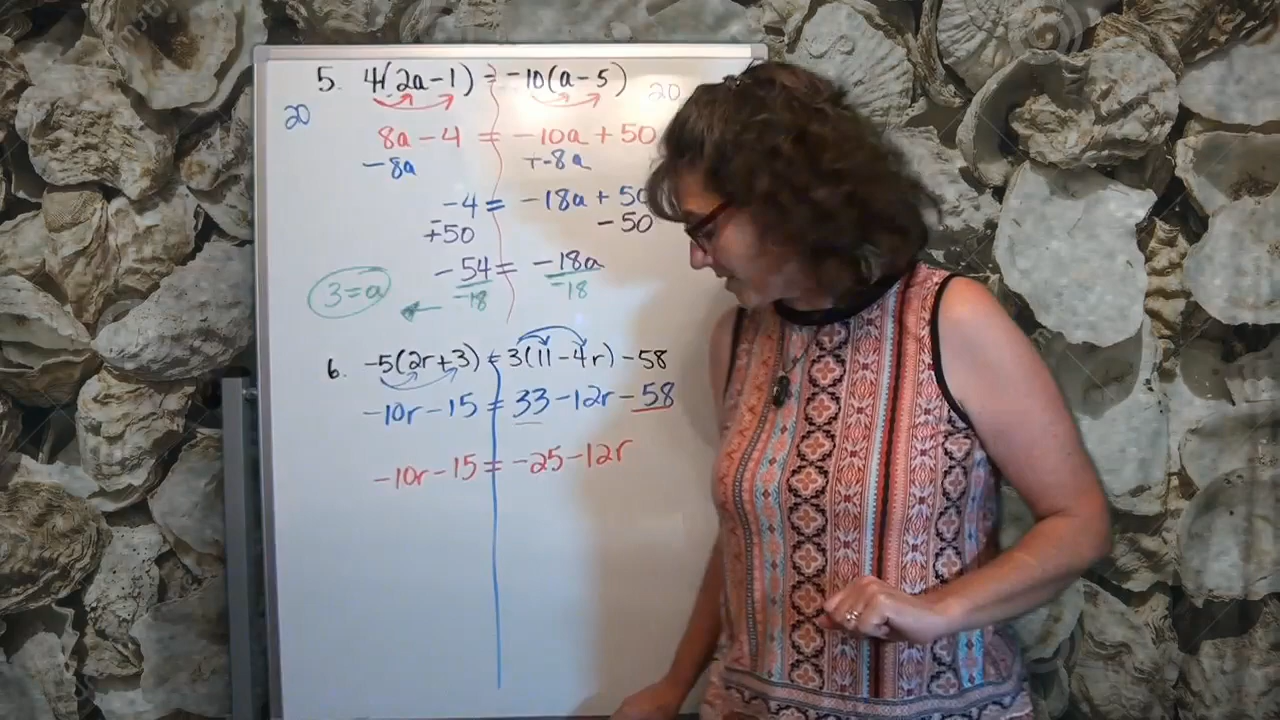 5. 4(2a-1) = -10(a-5) 20
20
8a - 4 = -10a + 50
-8a +-8a
-4 = -18a + 50
+50 -50
-54 = -18a
-18 -18
3=a
6. -5(2r+3) = 3(11-4r) -58
-10r - 15 = 33 - 12r - 58
-10r - 15 = -25 - 12r